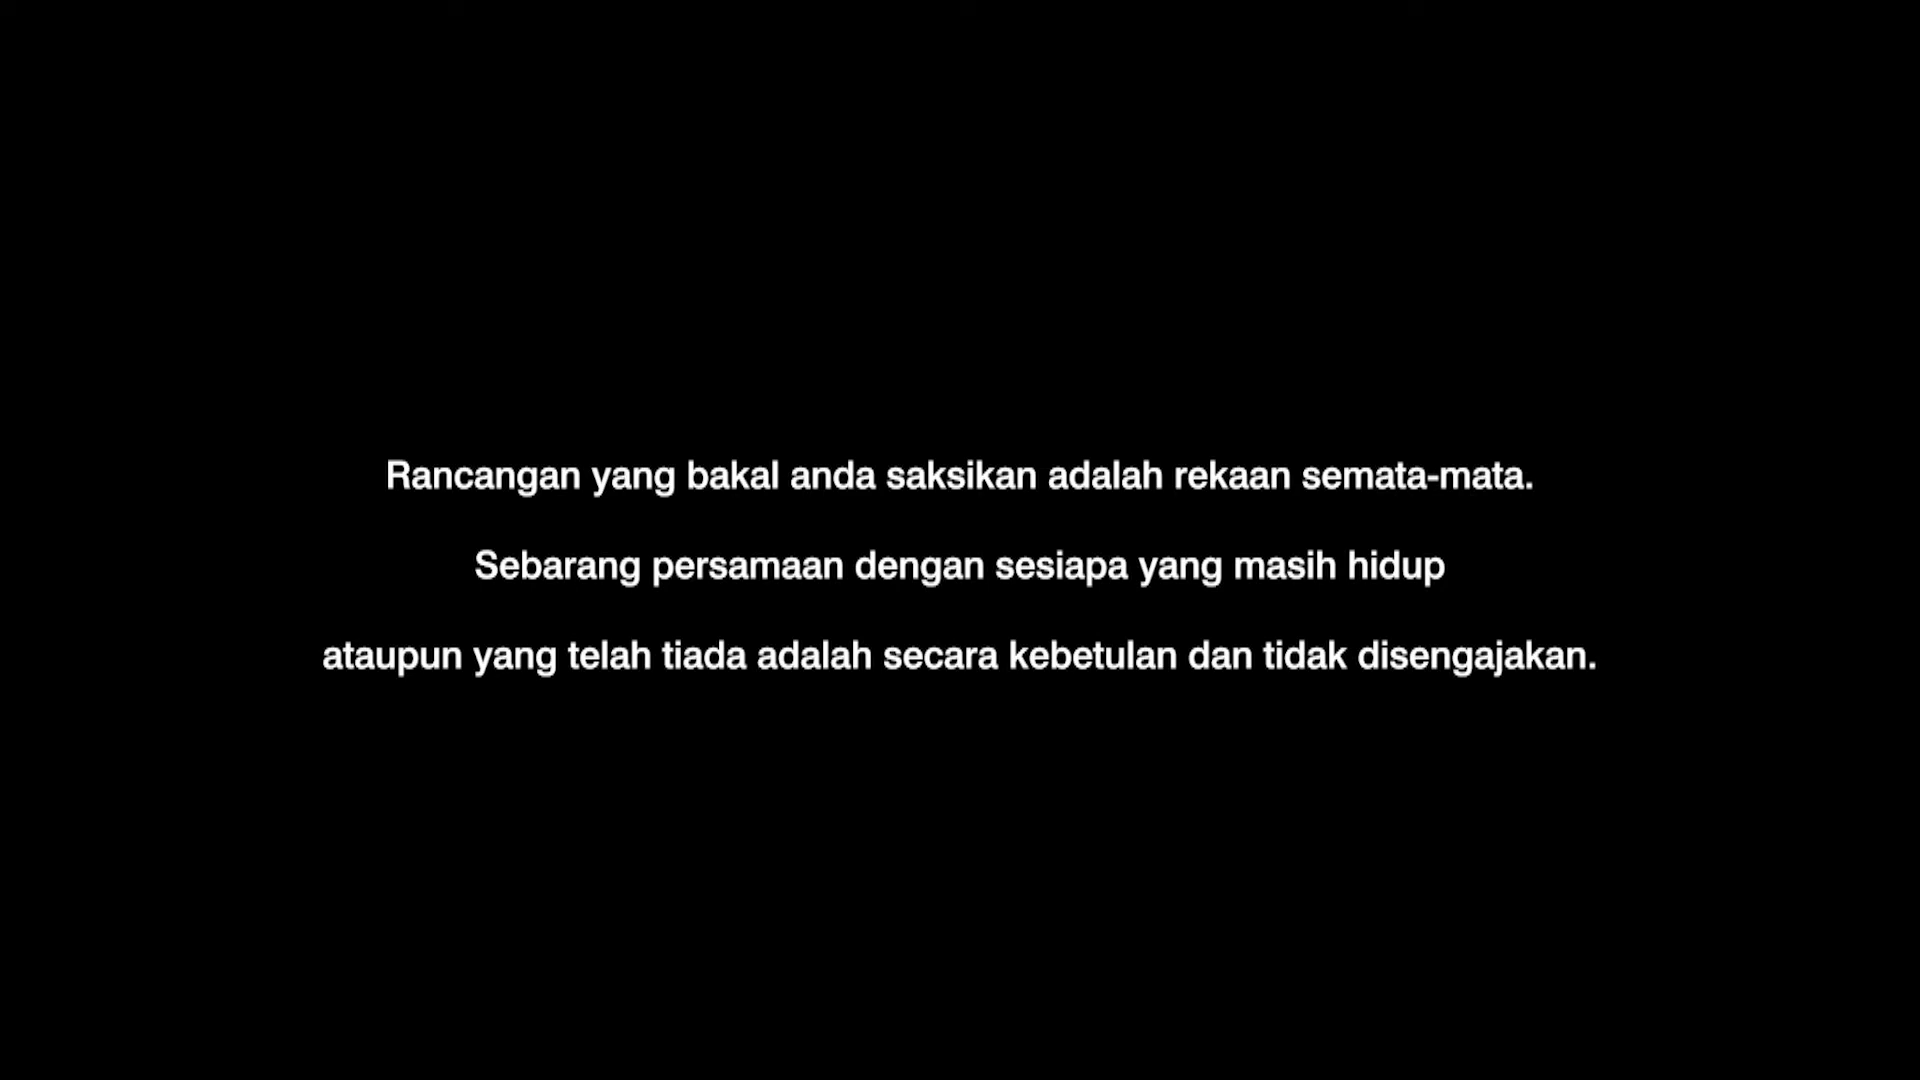 Rancangan yang bakal anda saksikan adalah rekaan semata-mata.
Sebarang persamaan dengan sesiapa yang masih hidup
ataupun yang telah tiada adalah secara kebetulan dan tidak disengajakan.